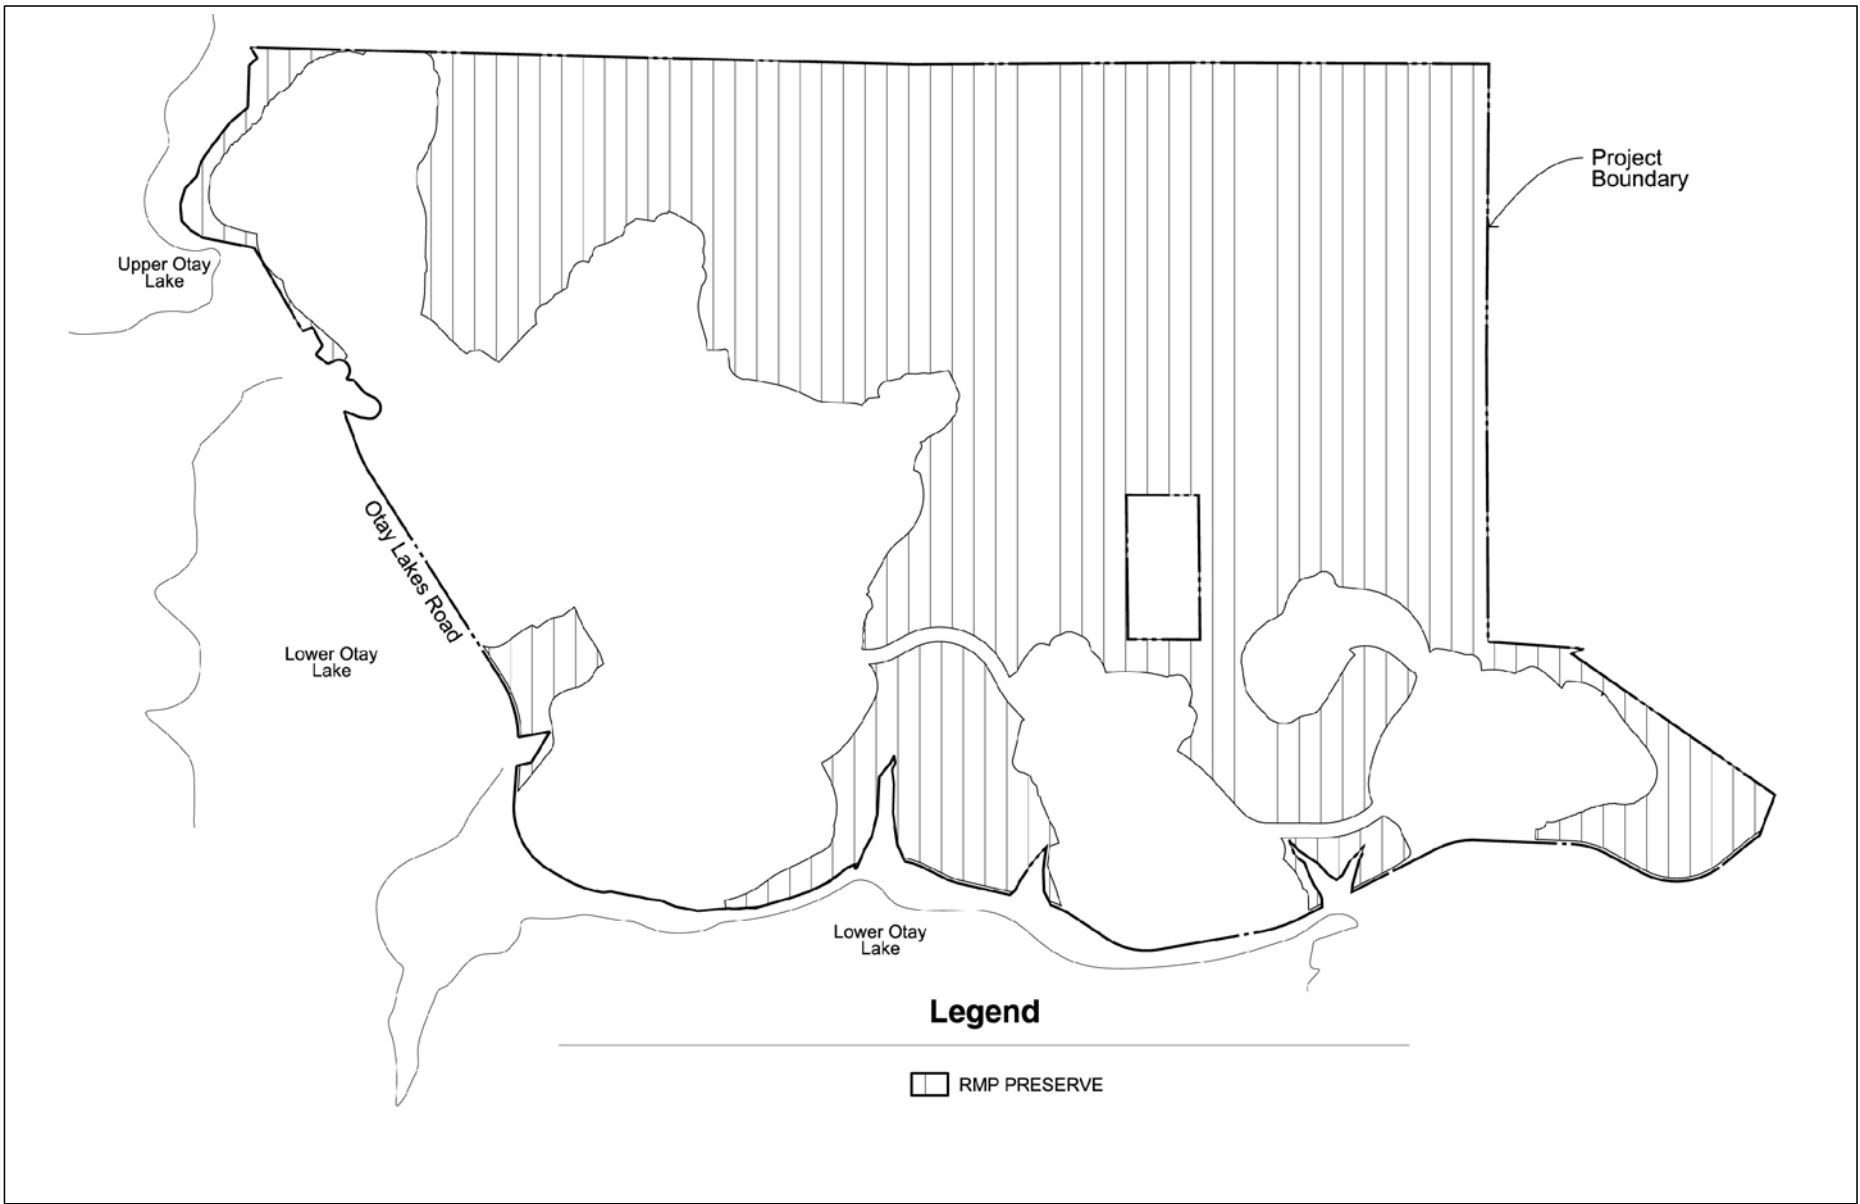 Project
Boundary
Upper Otay
Lake
Otay Lakes Road
Lower Otay
Lake
Lower Otay
Lake
Legend
RMP PRESERVE